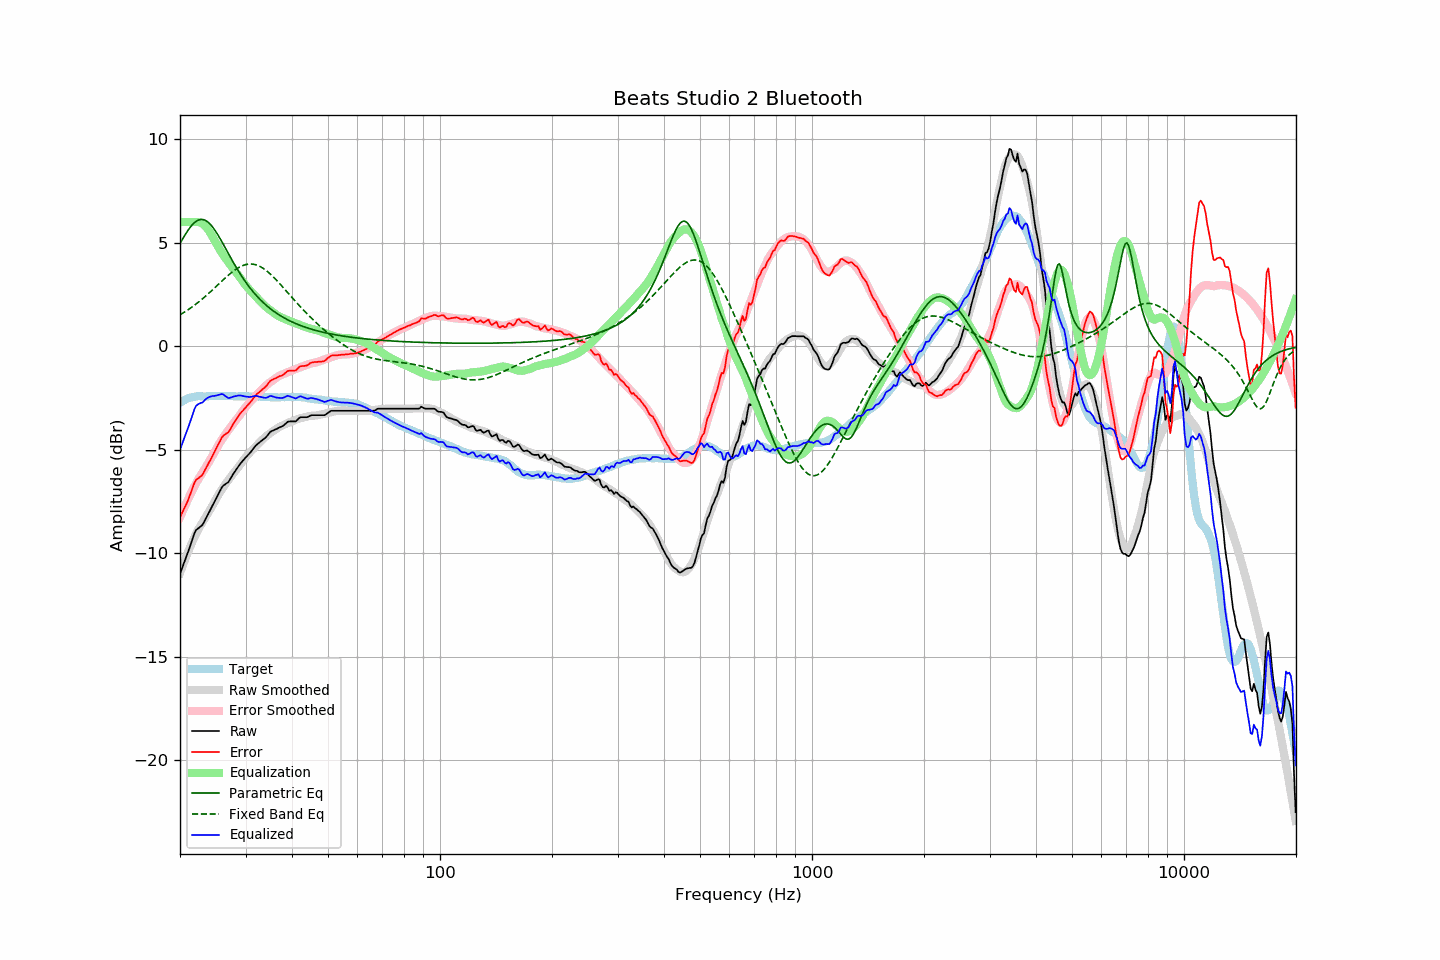 Beats Studio 2 Bluetooth
Amplitude (dBr)
10
5
0
−5
−10
−15
−20
Target
Raw Smoothed
Error Smoothed
Raw
Error
Equalization
Parametric Eq
Fixed Band Eq
Equalized
100
1000
10000
Frequency (Hz)